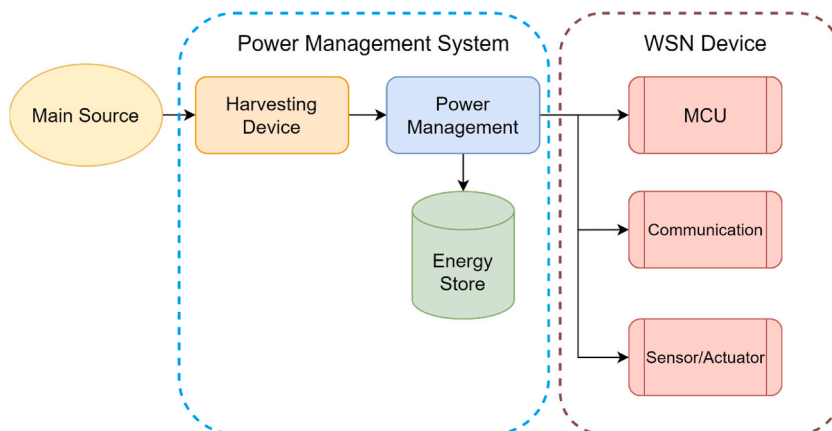 Power Management System
WSN Device
Main Source
Harvesting
Device
Power
Management
MCU
Communication
Energy
Store
Sensor/Actuator